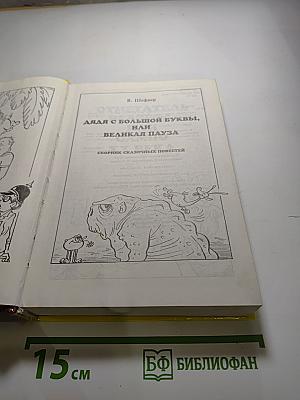 В. Шефнер
ДЯДЯ С БОЛЬШОЙ БУКВЫ,
ИЛИ
ВЕЛИКАЯ ПАУЗА
СБОРНИК СКАЗОЧНЫХ ПОВЕСТЕЙ
15 см
БФ БИБЛИОФАН